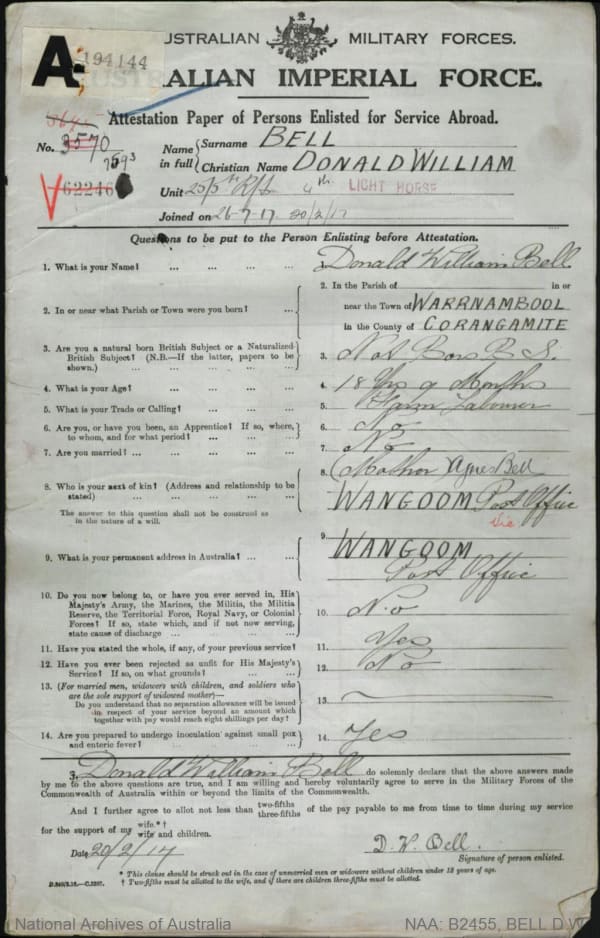 A.
194144
AUSTRALIAN MILITARY FORCES.
AUSTRALIAN IMPERIAL FORCE.
Attestation Paper of Persons Enlisted for Service Abroad.
No. 3570
62246
Name in full { Surname BELL
Christian Name DONALD WILLIAM
Unit 4th LIGHT HORSE
Joined on 26-7-17 20/2/17
Questions to be put to the Person Enlisting before Attestation.
1. What is your Name? ... ... ... ... 1. Donald William Bell
2. In or near what Parish or Town were you born? ... 2. In the Parish of in or
near the Town of WARRNAMBOOL
in the County of CORANGAMITE
3. Are you a natural born British Subject or a Naturalized British Subject? (N.B.—If the latter, papers to be shown.) ... ... ... ... 3. Nat Born B S.
4. What is your Age? ... ... ... ... 4. 18 Yrs 9 Months
5. What is your Trade or Calling? ... ... ... 5. Farm Labourer
6. Are you, or have you been, an Apprentice? If so, where, to whom, and for what period? ... ... ... 6. No
7. Are you married? ... ... ... ... 7. No
8. Who is your next of kin? (Address and relationship to be stated) ... ... ... ... 8. (Mother) Agnes Bell
WANGOOM Post Office
Vic
The answer to this question shall not be construed as in the nature of a will.
9. What is your permanent address in Australia? ... ... 9. WANGOOM
Post Office
10. Do you now belong to, or have you ever served in, His Majesty's Army, the Marines, the Militia, the Militia Reserve, the Territorial Force, Royal Navy, or Colonial Forces? If so, state which, and if not now serving, state cause of discharge ... ... ... 10. No
11. Have you stated the whole, if any, of your previous service? 11. Yes
12. Have you ever been rejected as unfit for His Majesty's Service? If so, on what grounds? ... ... 12. No
13. (For married men, widowers with children, and soldiers who are the sole support of widowed mother)—
Do you understand that no separation allowance will be issued in respect of your service beyond an amount which together with pay would reach eight shillings per day? 13. —
14. Are you prepared to undergo inoculation against small pox and enteric fever? ... ... ... 14. Yes
I, Donald William Bell do solemnly declare that the above answers made
by me to the above questions are true, and I am willing and hereby voluntarily agree to serve in the Military Forces of the
Commonwealth of Australia within or beyond the limits of the Commonwealth.
And I further agree to allot not less than two-fifths three-fifths of the pay payable to me from time to time during my service
for the support of my wife.*† wife and children.
Date 20/2/17 D. W. Bell.
Signature of person enlisted.
* This clause should be struck out in the case of unmarried men or widowers without children under 18 years of age.
† Two-fifths must be allotted to the wife, and if there are children three-fifths must be allotted.
National Archives of Australia NAA: B2455, BELL D W